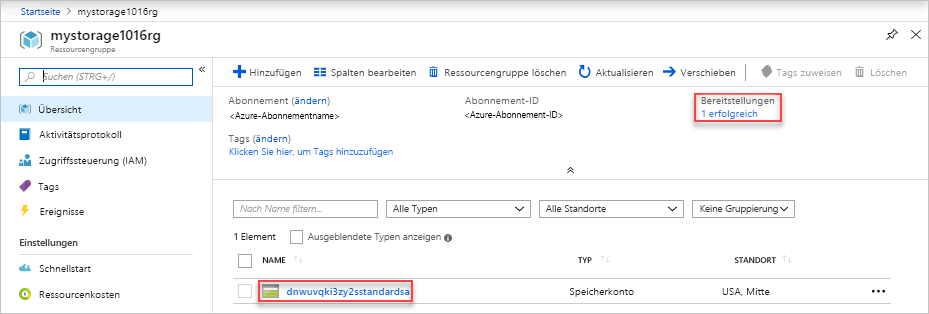 Startseite > mystorage1016rg
mystorage1016rg
Ressourcengruppe
Suchen (STRG+/)
«
Übersicht
Aktivitätsprotokoll
Zugriffssteuerung (IAM)
Tags
Ereignisse
Einstellungen
Schnellstart
Ressourcenkosten
Hinzufügen Spalten bearbeiten Ressourcengruppe löschen Aktualisieren Verschieben Tags zuweisen Löschen
Abonnement (ändern) Abonnement-ID Bereitstellungen
<Azure-Abonnementname> <Azure-Abonnement-ID> 1 erfolgreich
Tags (ändern)
Klicken Sie hier, um Tags hinzuzufügen
Nach Name filtern... Alle Typen Alle Standorte Keine Gruppierung
1 Element Ausgeblendete Typen anzeigen
NAME TYP STANDORT
dnwuvqki3zy2sstandardsa Speicherkonto USA, Mitte